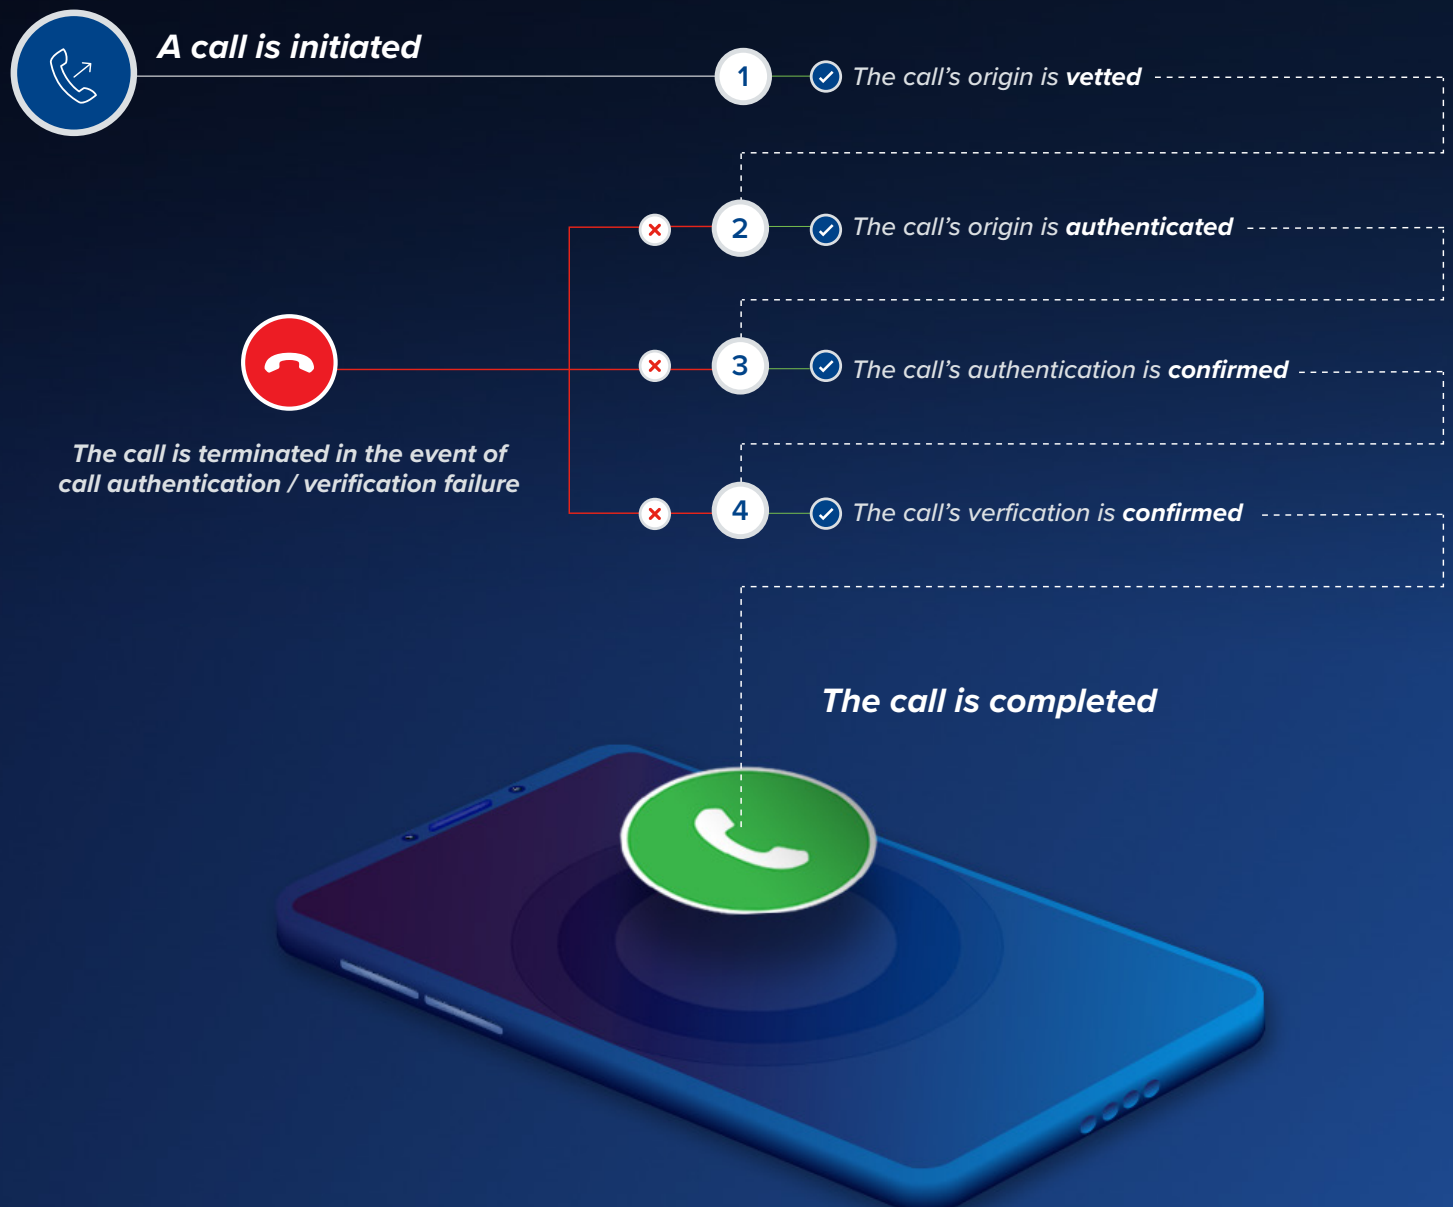 A call is initiated
1
The call’s origin is vetted
2
The call’s origin is authenticated
3
The call’s authentication is confirmed
The call is terminated in the event of
call authentication / verification failure
4
The call’s verfication is confirmed
The call is completed